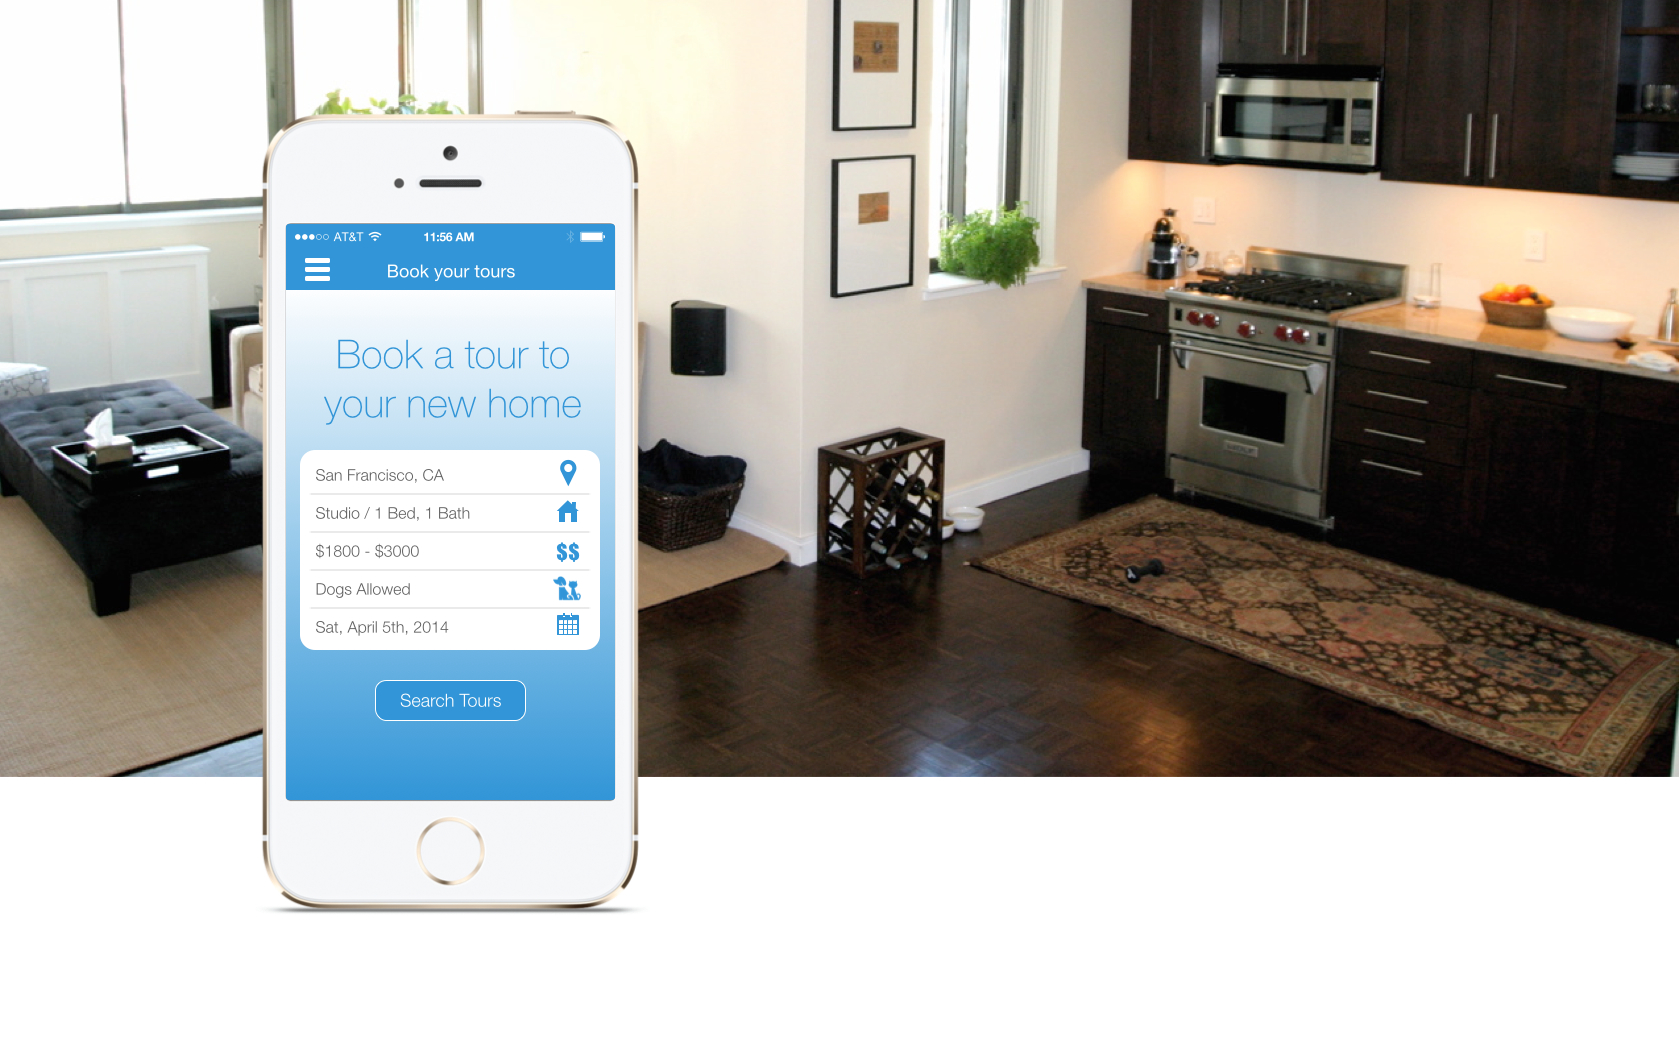 AT&T 11:56 AM
Book your tours
Book a tour to
your new home
San Francisco, CA
Studio / 1 Bed, 1 Bath
$1800 - $3000
$$
Dogs Allowed
Sat, April 5th, 2014
Search Tours